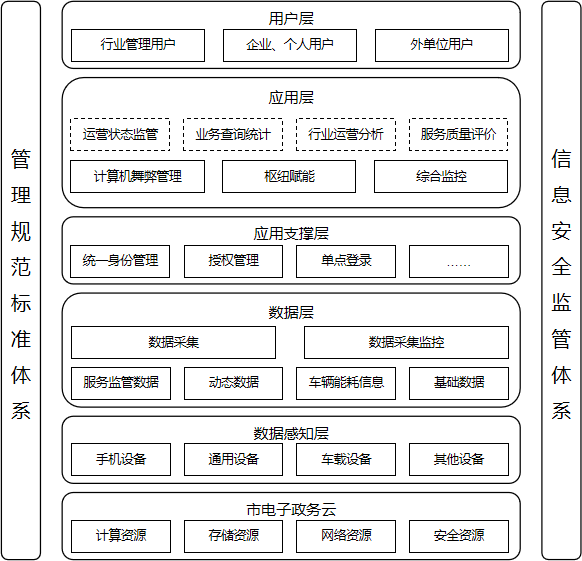 管理规范标准体系
用户层
行业管理用户
企业、个人用户
外单位用户
应用层
运营状态监管
业务查询统计
行业运营分析
服务质量评价
计算机舞弊管理
枢纽赋能
综合监控
应用支撑层
统一身份管理
授权管理
单点登录
……
数据层
数据采集
数据采集监控
服务监管数据
动态数据
车辆能耗信息
基础数据
数据感知层
手机设备
通用设备
车载设备
其他设备
市电子政务云
计算资源
存储资源
网络资源
安全资源
信息安全监管体系